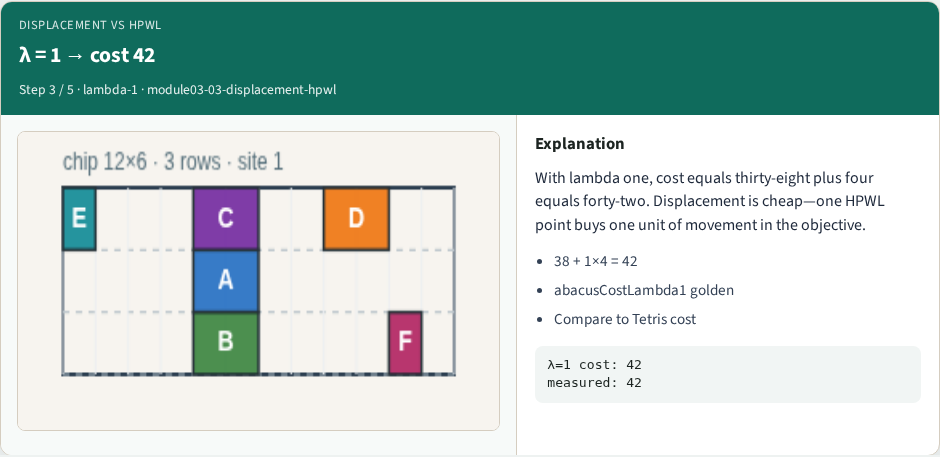 DISPLACEMENT VS HPWL
λ = 1 → cost 42
Step 3 / 5 · lambda-1 · module03-03-displacement-hpwl
chip 12×6 · 3 rows · site 1
E
C
D
A
B
F
Explanation
With lambda one, cost equals thirty-eight plus four
equals forty-two. Displacement is cheap—one HPWL
point buys one unit of movement in the objective.
• 38 + 1×4 = 42
• abacusCostLambda1 golden
• Compare to Tetris cost
λ=1 cost: 42
measured: 42